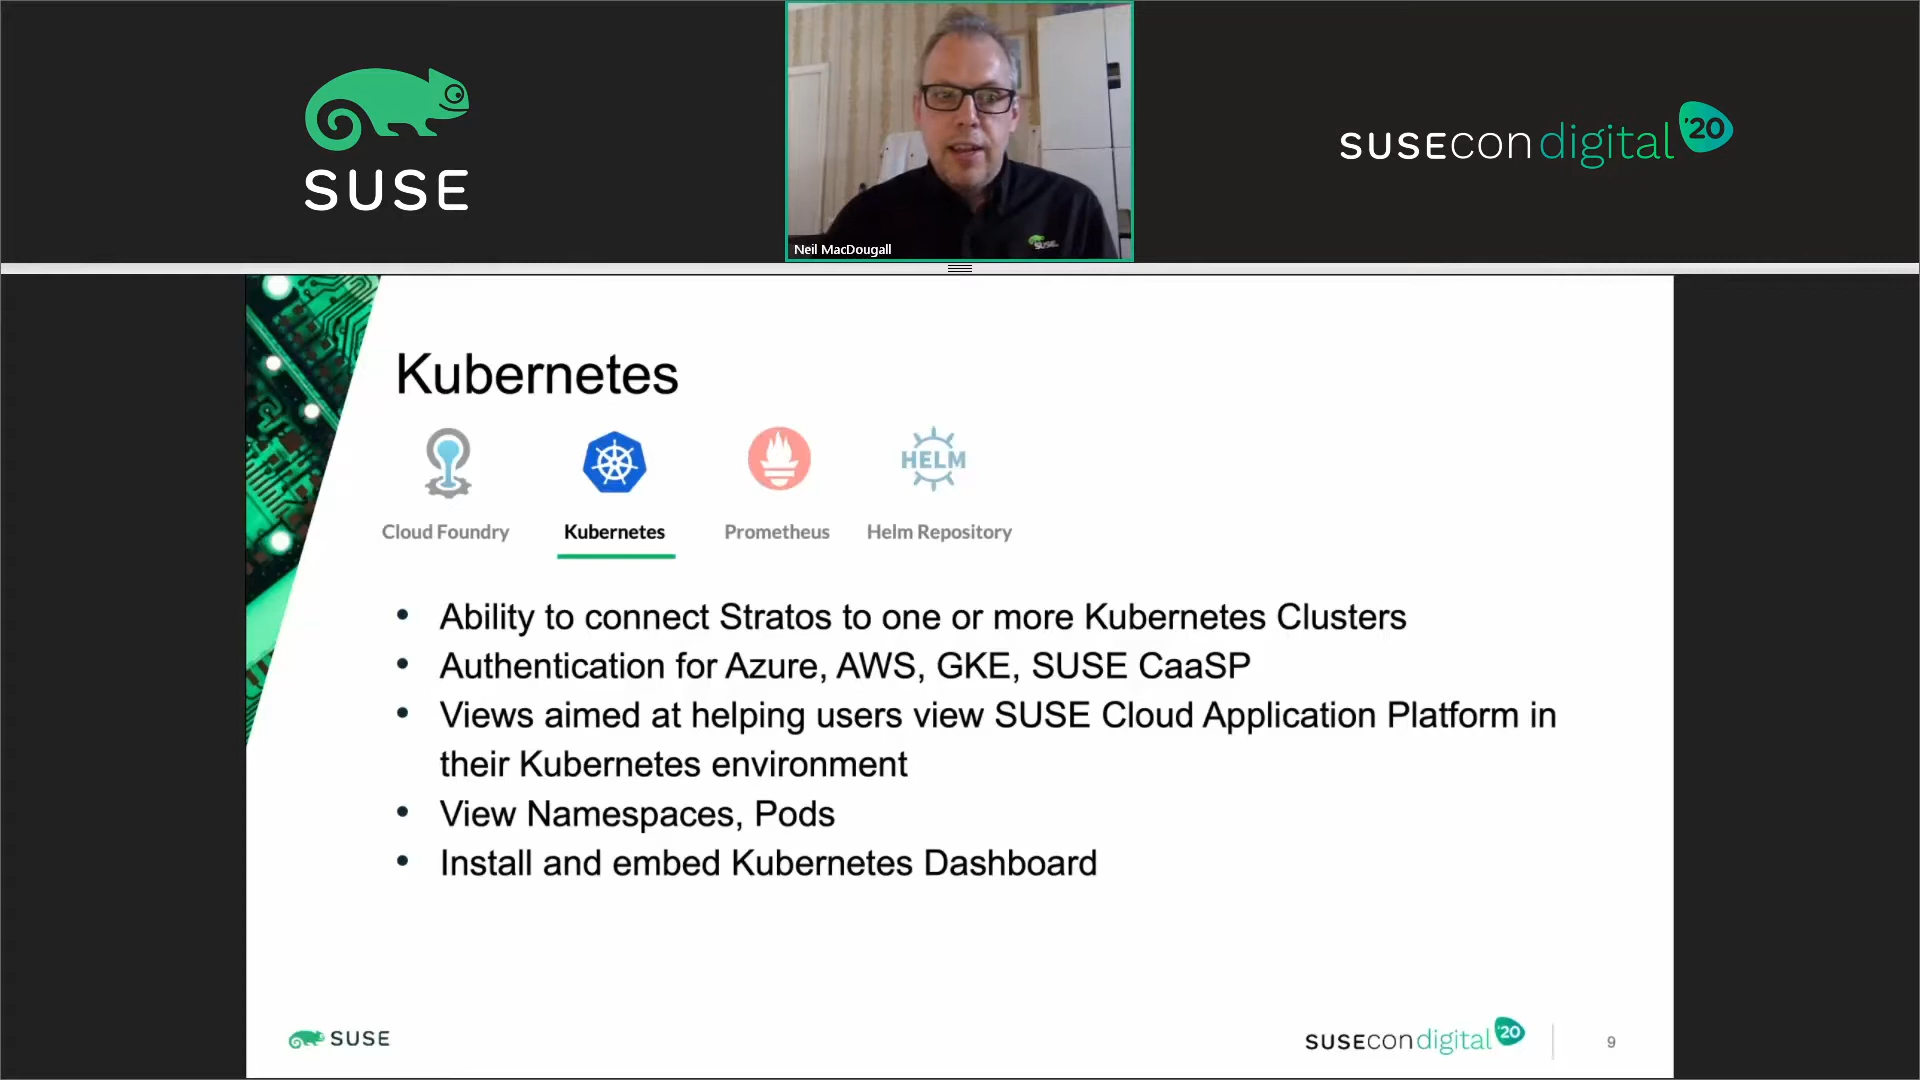 SUSE
Neil MacDougall
SUSE
SUSEcon digital '20
Kubernetes
HELM
Cloud Foundry
Kubernetes
Prometheus
Helm Repository
• Ability to connect Stratos to one or more Kubernetes Clusters
• Authentication for Azure, AWS, GKE, SUSE CaaSP
• Views aimed at helping users view SUSE Cloud Application Platform in
their Kubernetes environment
• View Namespaces, Pods
• Install and embed Kubernetes Dashboard
SUSE
SUSEcon digital '20
9